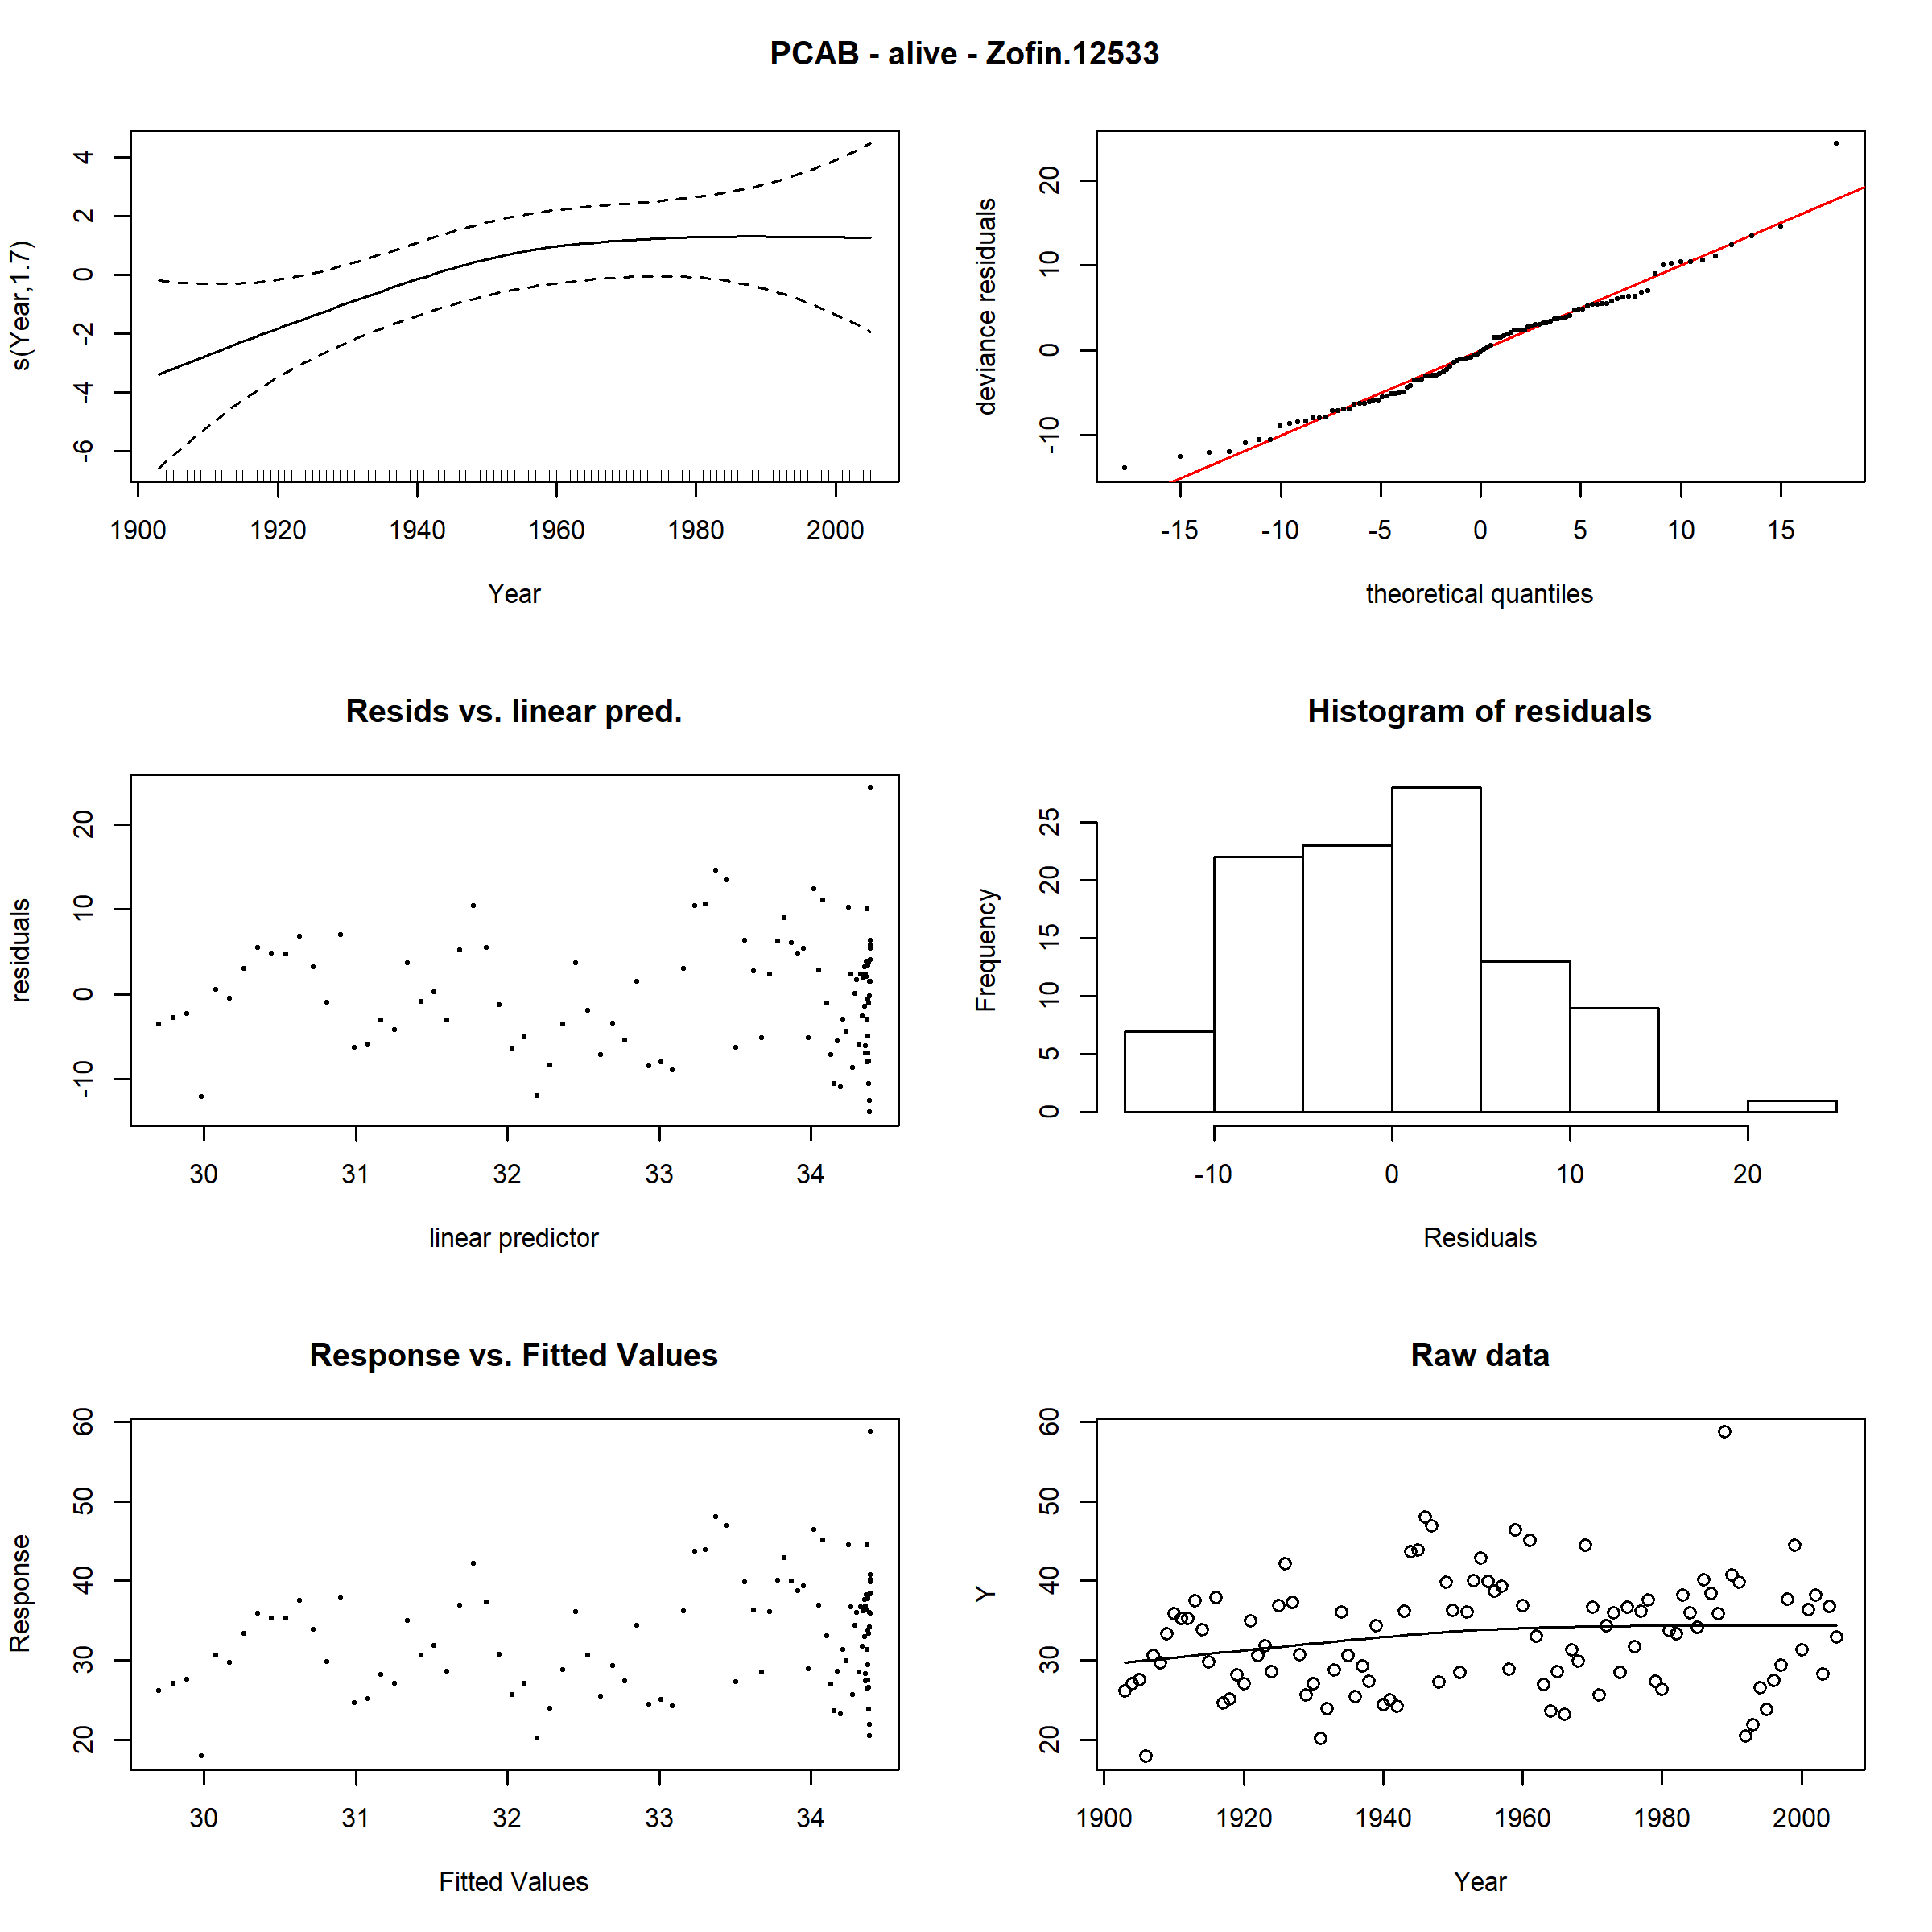 PCAB - alive - Zofin.12533
s(Year,1.7)
4
2
0
-2
-4
-6
1900 1920 1940 1960 1980 2000
Year
deviance residuals
20
10
0
-10
-15 -10 -5 0 5 10 15
theoretical quantiles
Resids vs. linear pred.
residuals
20
10
0
-10
30 31 32 33 34
linear predictor
Histogram of residuals
Frequency
25
20
15
10
5
0
-10 0 10 20
Residuals
Response vs. Fitted Values
Response
60
50
40
30
20
30 31 32 33 34
Fitted Values
Raw data
Y
60
50
40
30
20
1900 1920 1940 1960 1980 2000
Year